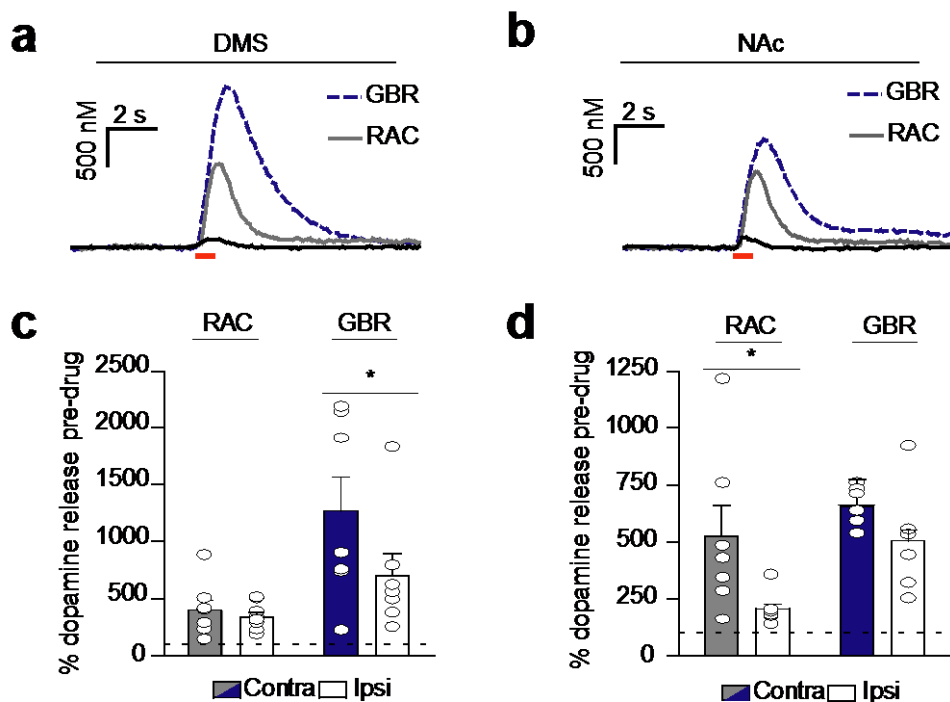 a
DMS
2 s
500 nM
GBR
RAC
b
NAc
2 s
500 nM
GBR
RAC
c
RAC
GBR
*
% dopamine release pre-drug
2500
2000
1500
1000
500
0
Contra
Ipsi
d
RAC
GBR
*
% dopamine release pre-drug
1250
1000
750
500
250
0
Contra
Ipsi